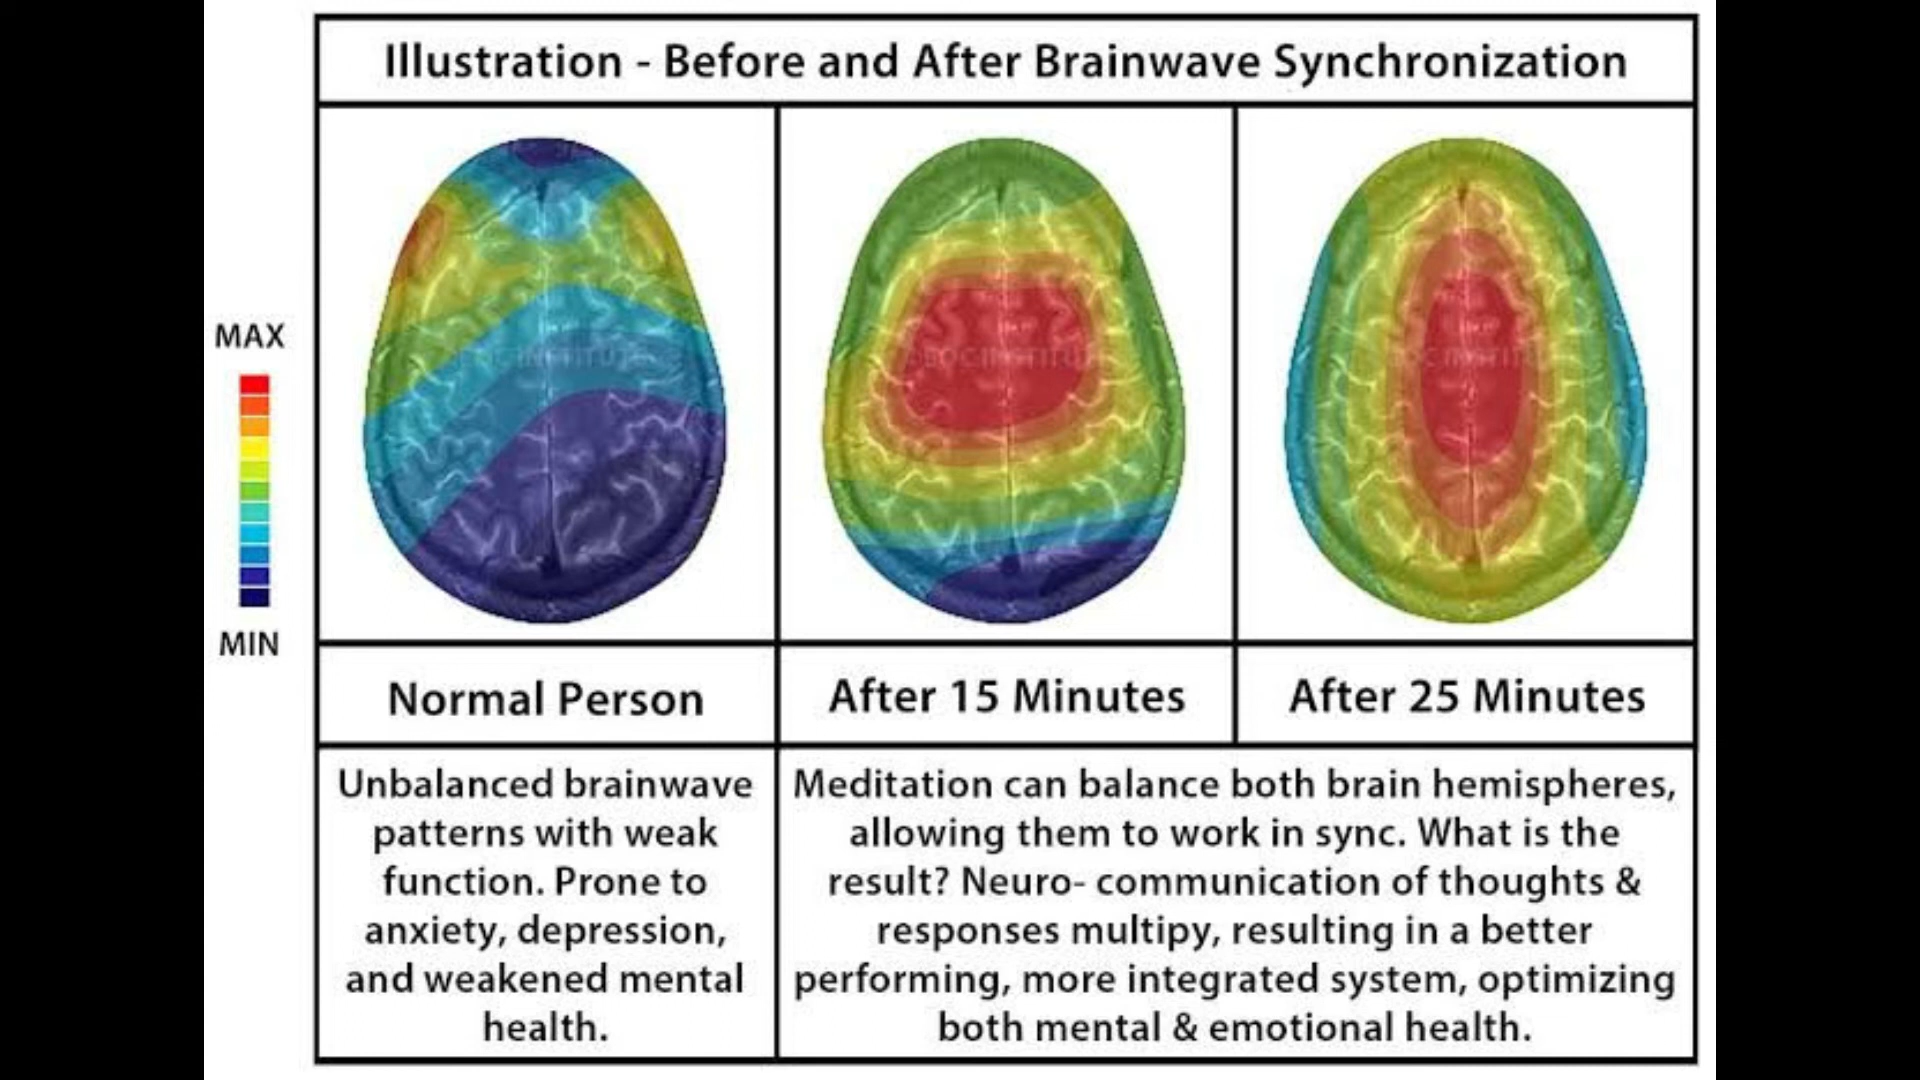 Illustration - Before and After Brainwave Synchronization
MAX
MIN
Normal Person
After 15 Minutes
After 25 Minutes
Unbalanced brainwave
patterns with weak
function. Prone to
anxiety, depression,
and weakened mental
health.
Meditation can balance both brain hemispheres,
allowing them to work in sync. What is the
result? Neuro- communication of thoughts &
responses multipy, resulting in a better
performing, more integrated system, optimizing
both mental & emotional health.